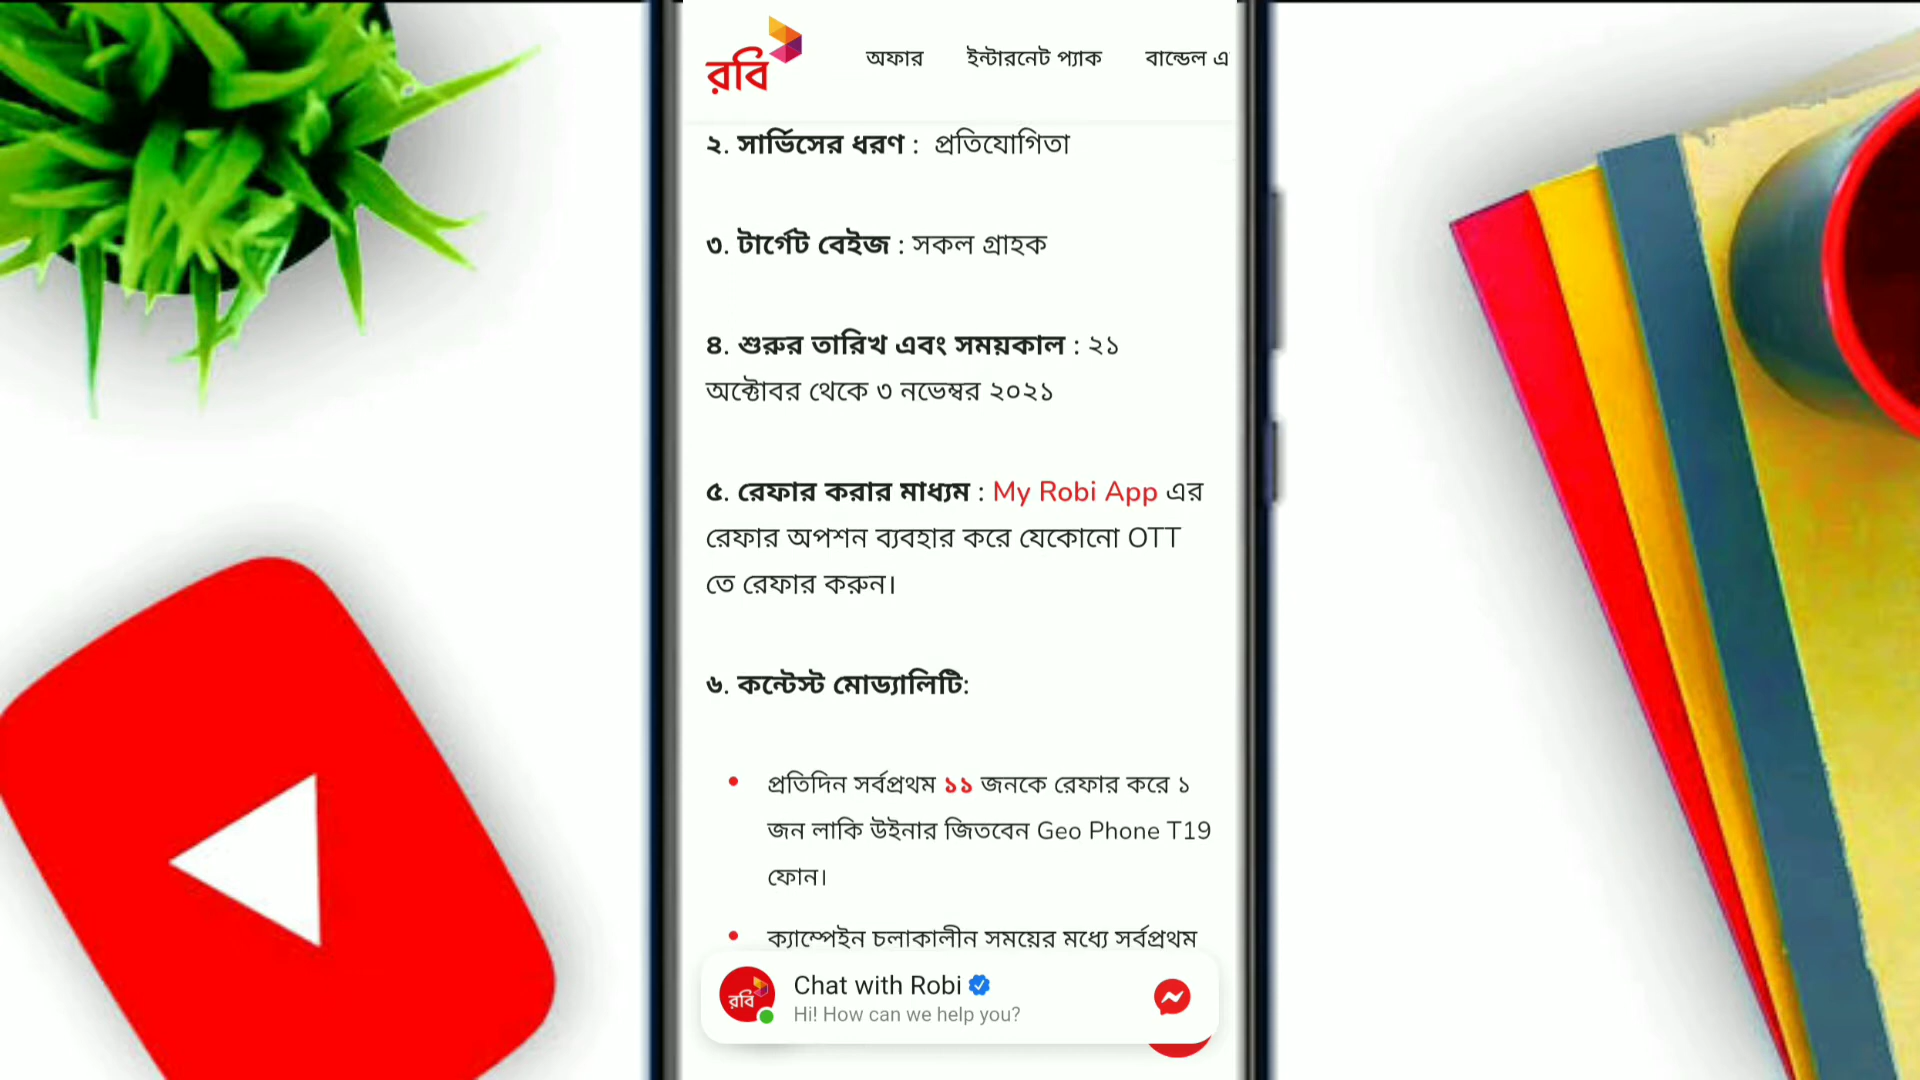 রবি
অফার ইন্টারনেট প্যাক বান্ডেল এ
২. সার্ভিসের ধরণ : প্রতিযোগিতা
৩. টার্গেট বেইজ : সকল গ্রাহক
৪. শুরুর তারিখ এবং সময়কাল : ২১
অক্টোবর থেকে ৩ নভেম্বর ২০২১
৫. রেফার করার মাধ্যম : My Robi App এর
রেফার অপশন ব্যবহার করে যেকোনো OTT
তে রেফার করুন।
৬. কন্টেস্ট মোড্যালিটি:
• প্রতিদিন সর্বপ্রথম ১১ জনকে রেফার করে ১
জন লাকি উইনার জিতবেন Geo Phone T19
ফোন।
• ক্যাম্পেইন চলাকালীন সময়ের মধ্যে সর্বপ্রথম
রবি
Chat with Robi
Hi! How can we help you?